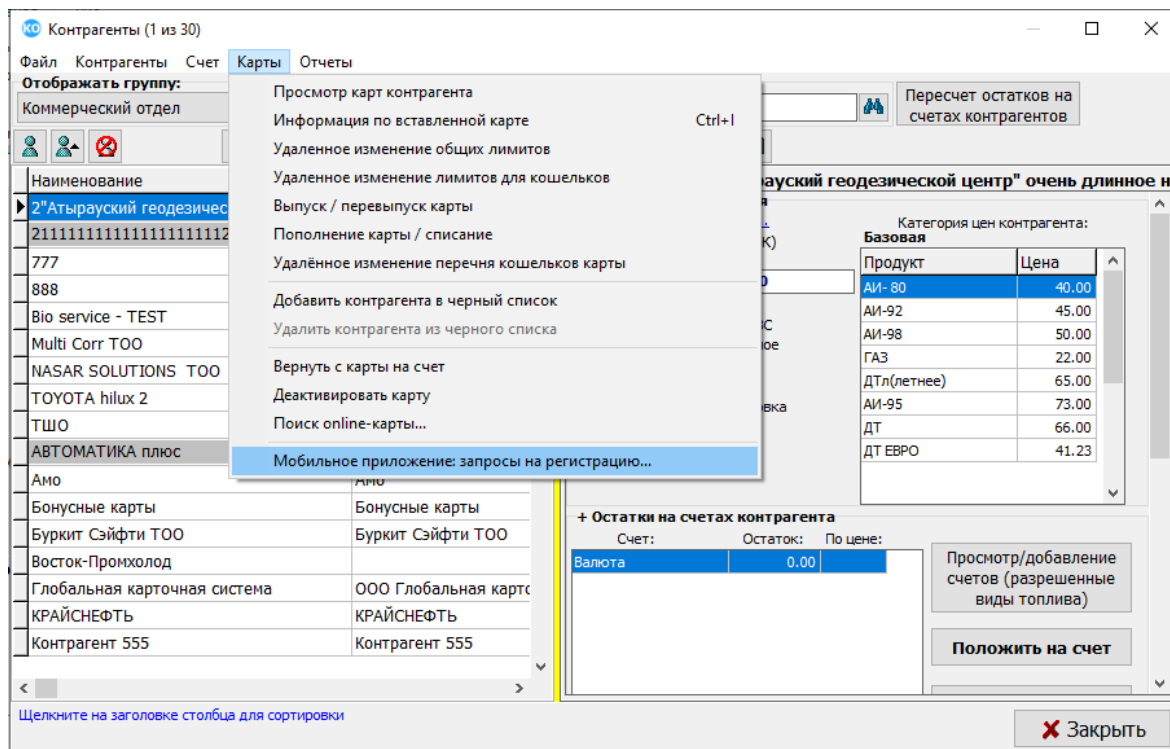 КО Контрагенты (1 из 30)
Файл Контрагенты Счет Карты Отчеты
Отображать группу:
Коммерческий отдел
Просмотр карт контрагента
Информация по вставленной карте Ctrl+I
Удаленное изменение общих лимитов
Удаленное изменение лимитов для кошельков
Выпуск / перевыпуск карты
Пополнение карты / списание
Удалённое изменение перечня кошельков карты
Добавить контрагента в черный список
Удалить контрагента из черного списка
Вернуть с карты на счет
Деактивировать карту
Поиск online-карты...
Мобильное приложение: запросы на регистрацию...
Пересчет остатков на
счетах контрагентов
Наименование
2"Атырауский геодезичес
777
888
Bio service - TEST
Multi Corr ТОО
NASAR SOLUTIONS ТОО
TOYOTA hilux 2
ТШО
АВТОМАТИКА плюс
Амо
Бонусные карты Бонусные карты
Буркит Сэйфти ТОО Буркит Сэйфти ТОО
Восток-Промхолод
Глобальная карточная система ООО Глобальная карто
КРАЙСНЕФТЬ КРАЙСНЕФТЬ
Контрагент 555 Контрагент 555
рауский геодезической центр" очень длинное н
Категория цен контрагента:
Базовая
Продукт Цена
АИ- 80 40.00
АИ-92 45.00
АИ-98 50.00
ГАЗ 22.00
ДТл(летнее) 65.00
АИ-95 73.00
ДТ 66.00
ДТ ЕВРО 41.23
+ Остатки на счетах контрагента
Счет: Остаток: По цене:
Валюта 0.00
Просмотр/добавление
счетов (разрешенные
виды топлива)
Положить на счет
Щелкните на заголовке столбца для сортировки
Закрыть